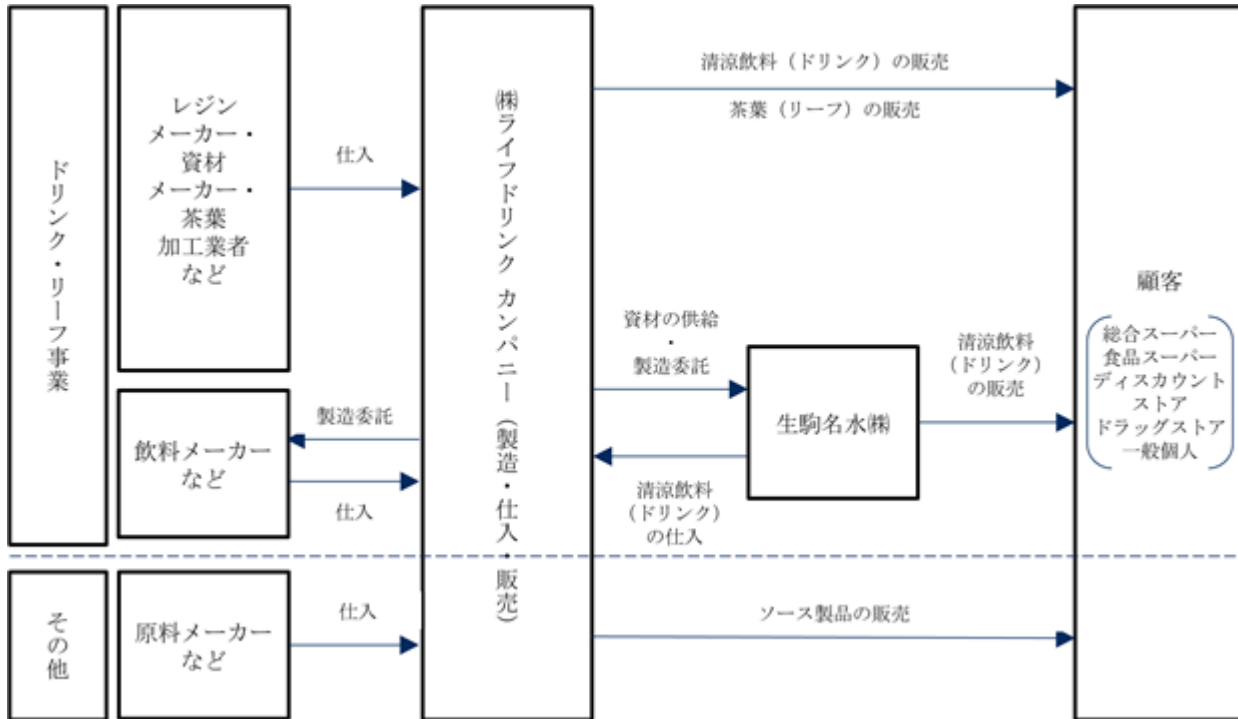 ドリンク・リーフ事業
レジン
メーカー・
資材
メーカー・
茶葉
加工業者
など
仕入
飲料メーカー
など
製造委託
仕入
㈱ライフドリンク カンパニー（製造・仕入・販売）
清涼飲料（ドリンク）の販売
茶葉（リーフ）の販売
資材の供給
・
製造委託
生駒名水㈱
清涼飲料
（ドリンク）
の仕入
清涼飲料
（ドリンク）
の販売
顧客
総合スーパー
食品スーパー
ディスカウント
ストア
ドラッグストア
一般個人
その他
原料メーカー
など
仕入
ソース製品の販売